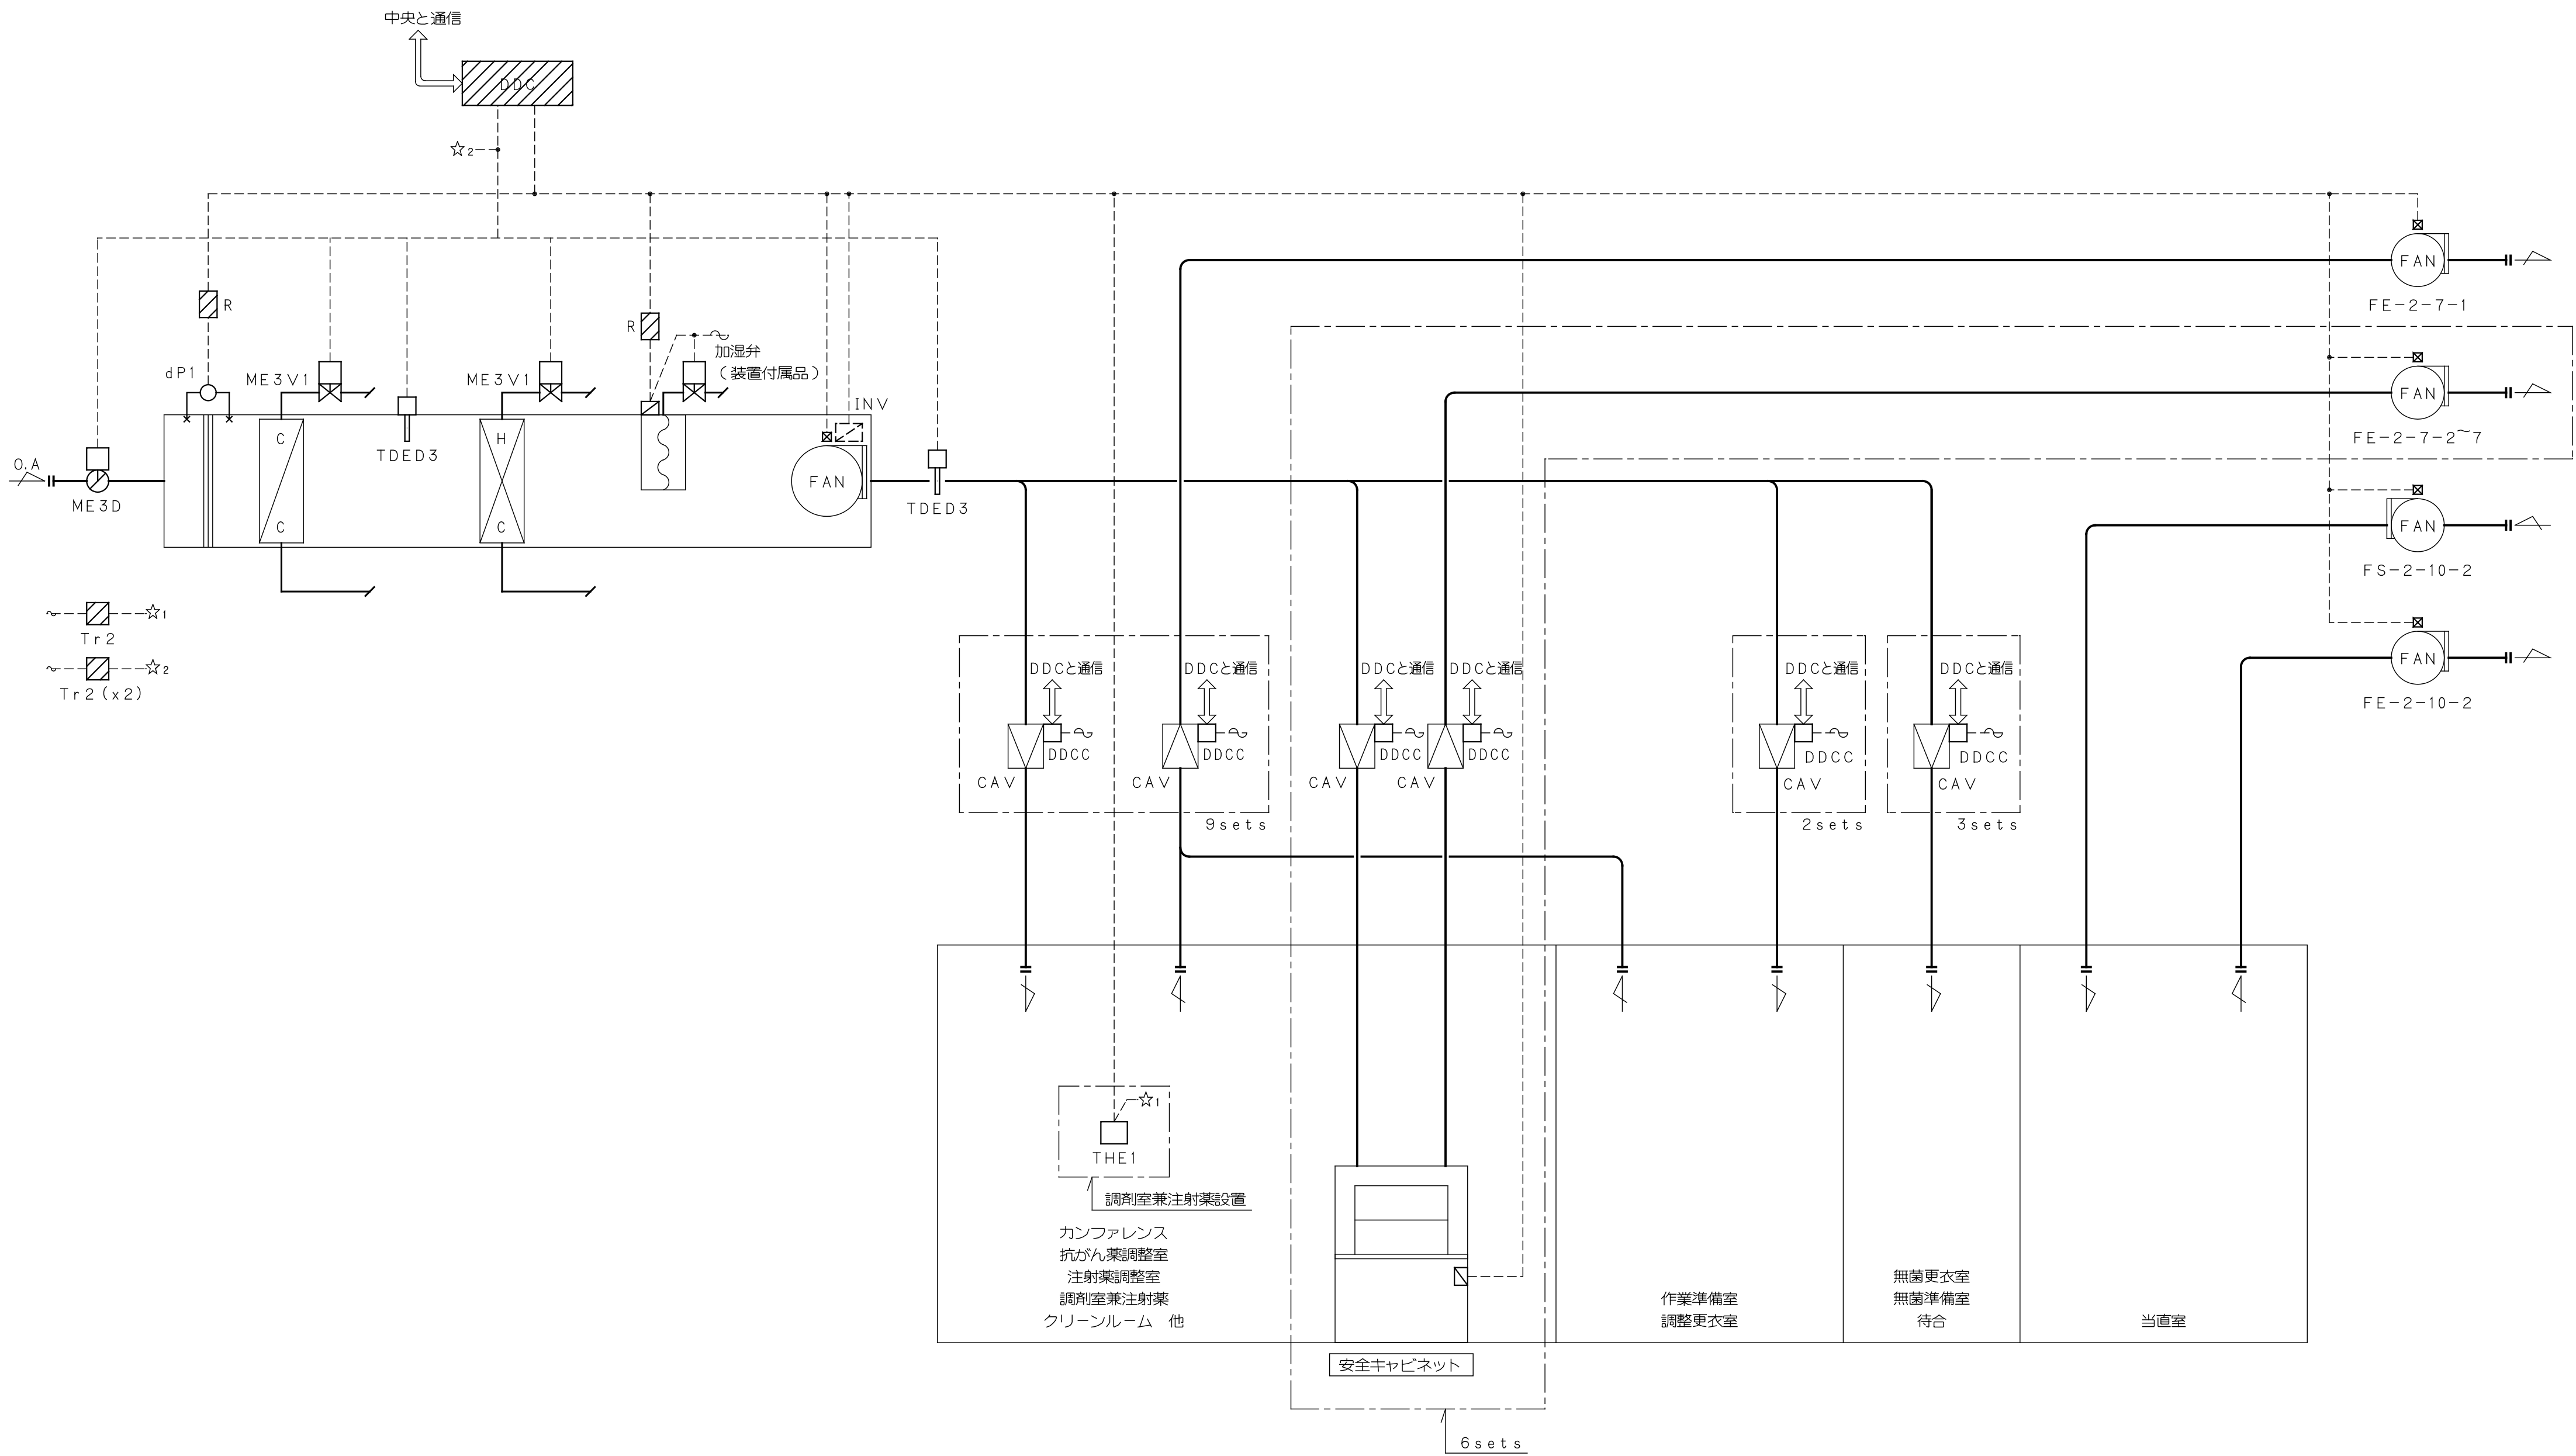 中央と通信
DDC
☆2
R
R
加湿弁
(装置付属品)
dP1
ME3V1
ME3V1
INV
TDED3
O.A
ME3D
C
C
H
C
FAN
TDED3
☆1
Tr2
☆2
Tr2(x2)
FAN
FE-2-7-1
FAN
FE-2-7-2~7
FAN
FS-2-10-2
FAN
FE-2-10-2
DDCと通信
DDCC
CAV
DDCと通信
DDCC
CAV
9sets
DDCと通信
DDCC
CAV
DDCと通信
DDCC
CAV
DDCと通信
DDCC
CAV
2sets
DDCと通信
DDCC
CAV
3sets
☆1
THE1
調剤室兼注射薬設置
カンファレンス
抗がん薬調整室
注射薬調整室
調剤室兼注射薬
クリーンルーム 他
安全キャビネット
6sets
作業準備室
調整更衣室
無菌更衣室
無菌準備室
待合
当直室